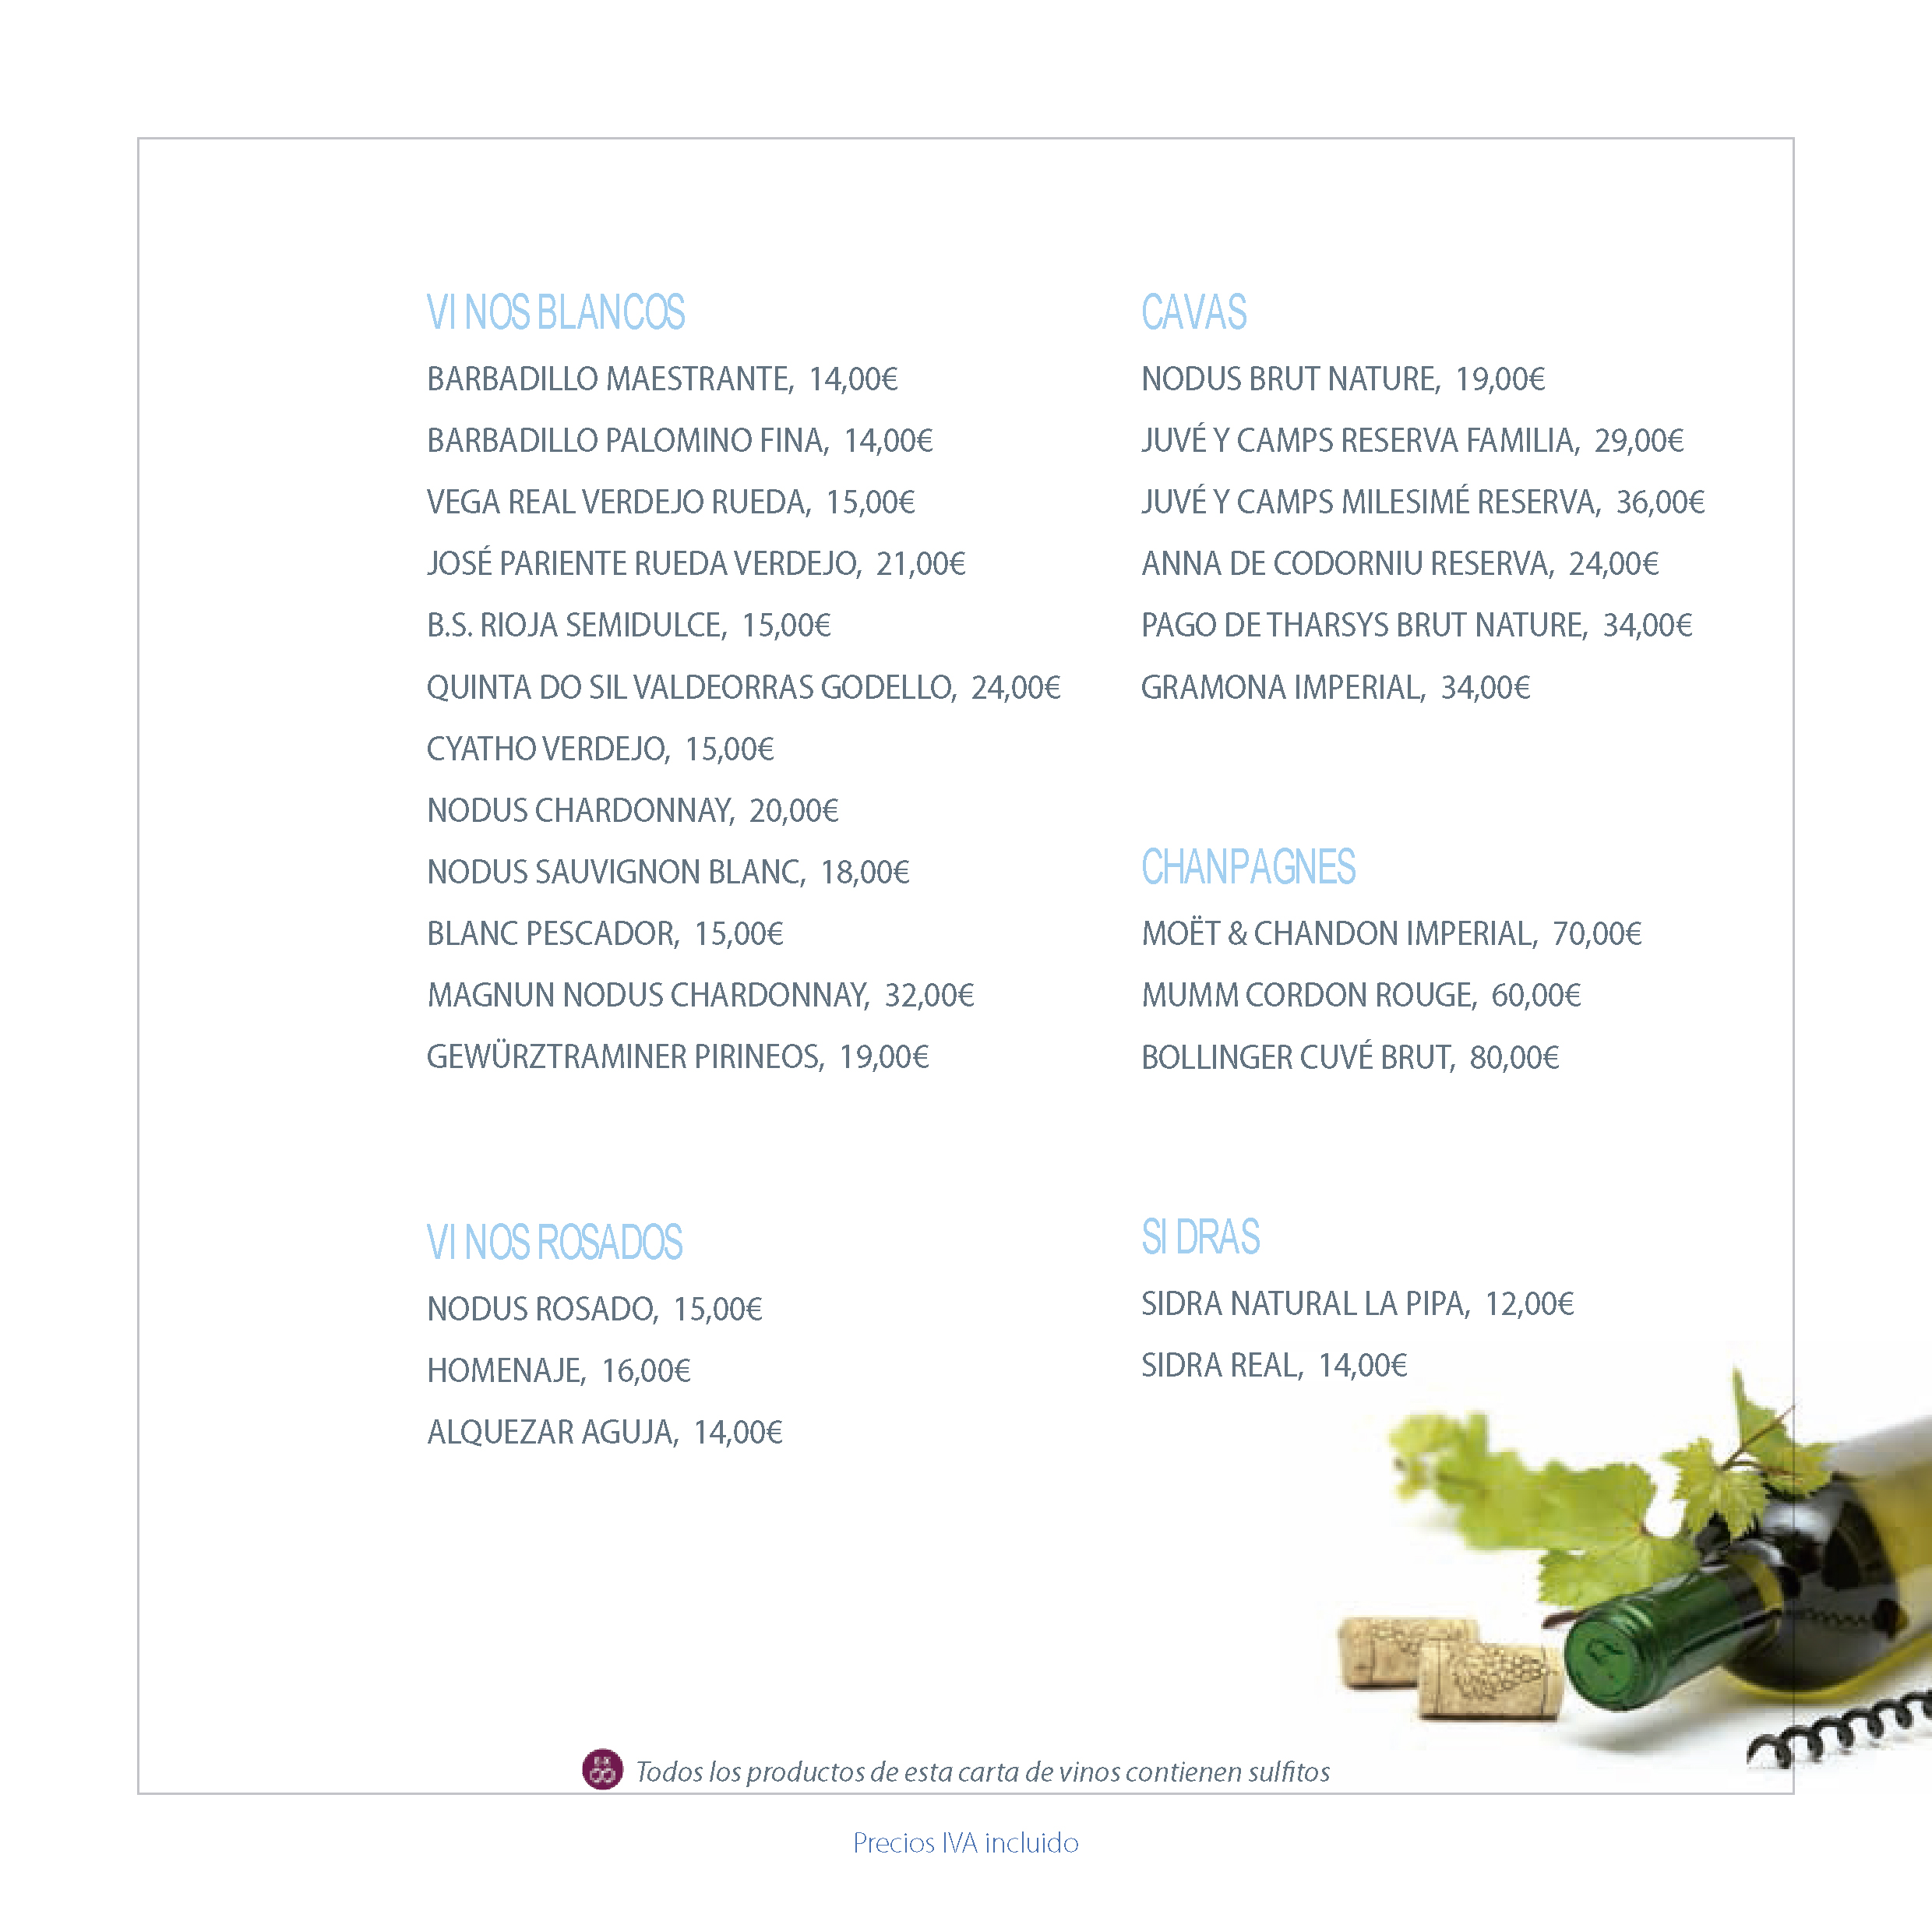 VINOS BLANCOS
BARBADILLO MAESTRANTE, 14,00€
BARBADILLO PALOMINO FINA, 14,00€
VEGA REAL VERDEJO RUEDA, 15,00€
JOSÉ PARIENTE RUEDA VERDEJO, 21,00€
B.S. RIOJA SEMIDULCE, 15,00€
QUINTA DO SIL VALDEORRAS GODELLO, 24,00€
CYATHO VERDEJO, 15,00€
NODUS CHARDONNAY, 20,00€
NODUS SAUVIGNON BLANC, 18,00€
BLANC PESCADOR, 15,00€
MAGNUN NODUS CHARDONNAY, 32,00€
GEWÜRZTRAMINER PIRINEOS, 19,00€
VINOS ROSADOS
NODUS ROSADO, 15,00€
HOMENAJE, 16,00€
ALQUEZAR AGUJA, 14,00€
CAVAS
NODUS BRUT NATURE, 19,00€
JUVÉ Y CAMPS RESERVA FAMILIA, 29,00€
JUVÉ Y CAMPS MILESIMÉ RESERVA, 36,00€
ANNA DE CODORNIU RESERVA, 24,00€
PAGO DE THARSYS BRUT NATURE, 34,00€
GRAMONA IMPERIAL, 34,00€
CHANPAGNES
MOËT & CHANDON IMPERIAL, 70,00€
MUMM CORDON ROUGE, 60,00€
BOLLINGER CUVÉ BRUT, 80,00€
SIDRAS
SIDRA NATURAL LA PIPA, 12,00€
SIDRA REAL, 14,00€
Todos los productos de esta carta de vinos contienen sulfitos
Precios IVA incluido